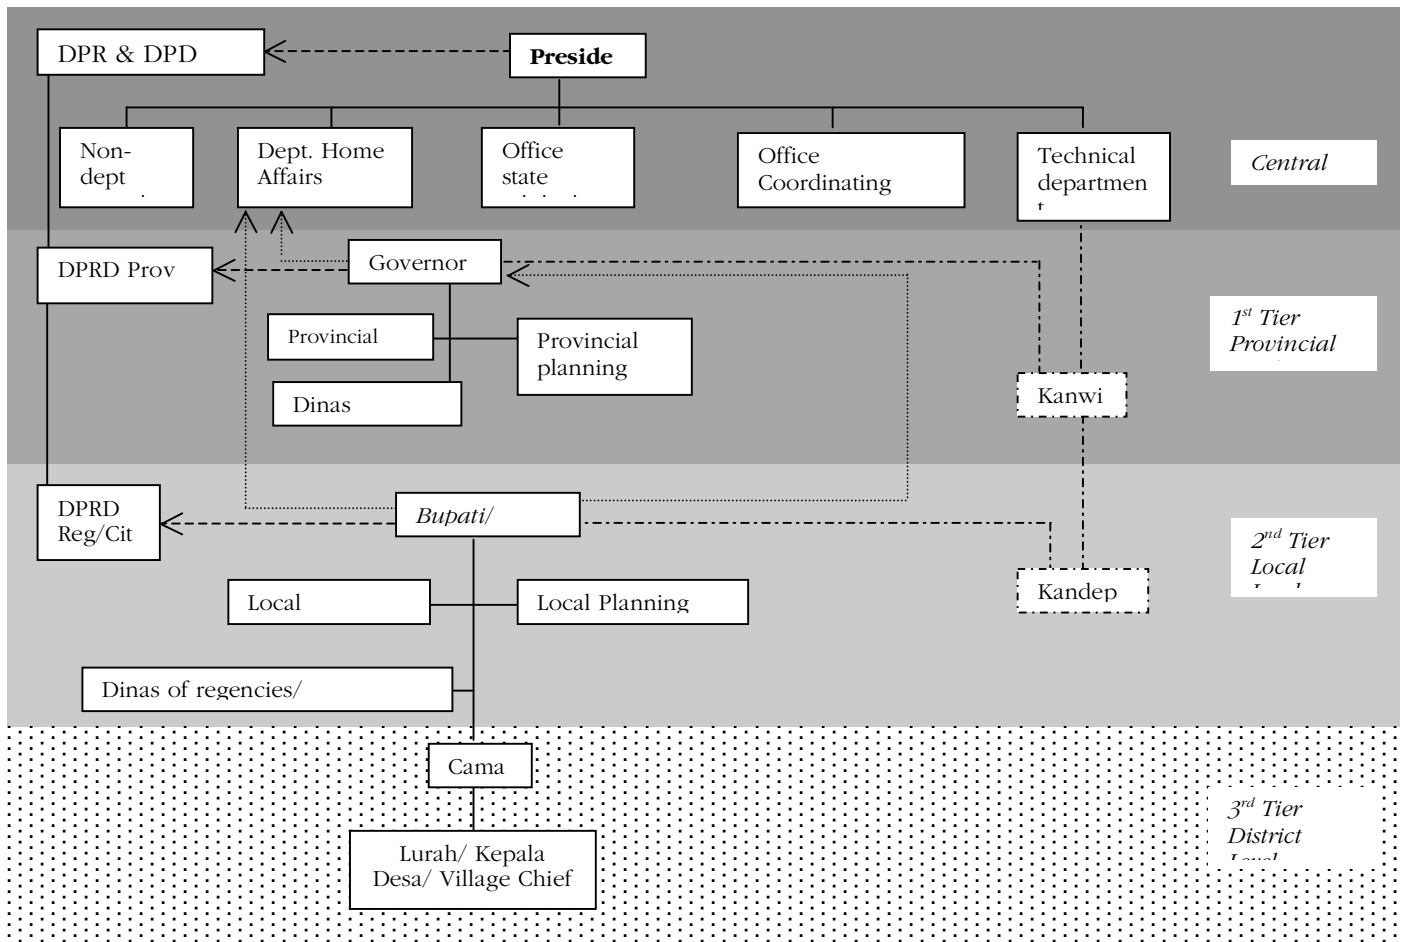 DPR & DPD
Preside
Non-
dept
Dept. Home
Affairs
Office
state
Office
Coordinating
Technical
departmen
t
Central
DPRD Prov
Governor
1st Tier
Provincial
Provincial
Provincial
planning
Dinas
Kanwi
DPRD
Reg/Cit
Bupati/
2nd Tier
Local
Local
Local Planning
Kandep
Dinas of regencies/
Cama
3rd Tier
District
Level
Lurah/ Kepala
Desa/ Village Chief